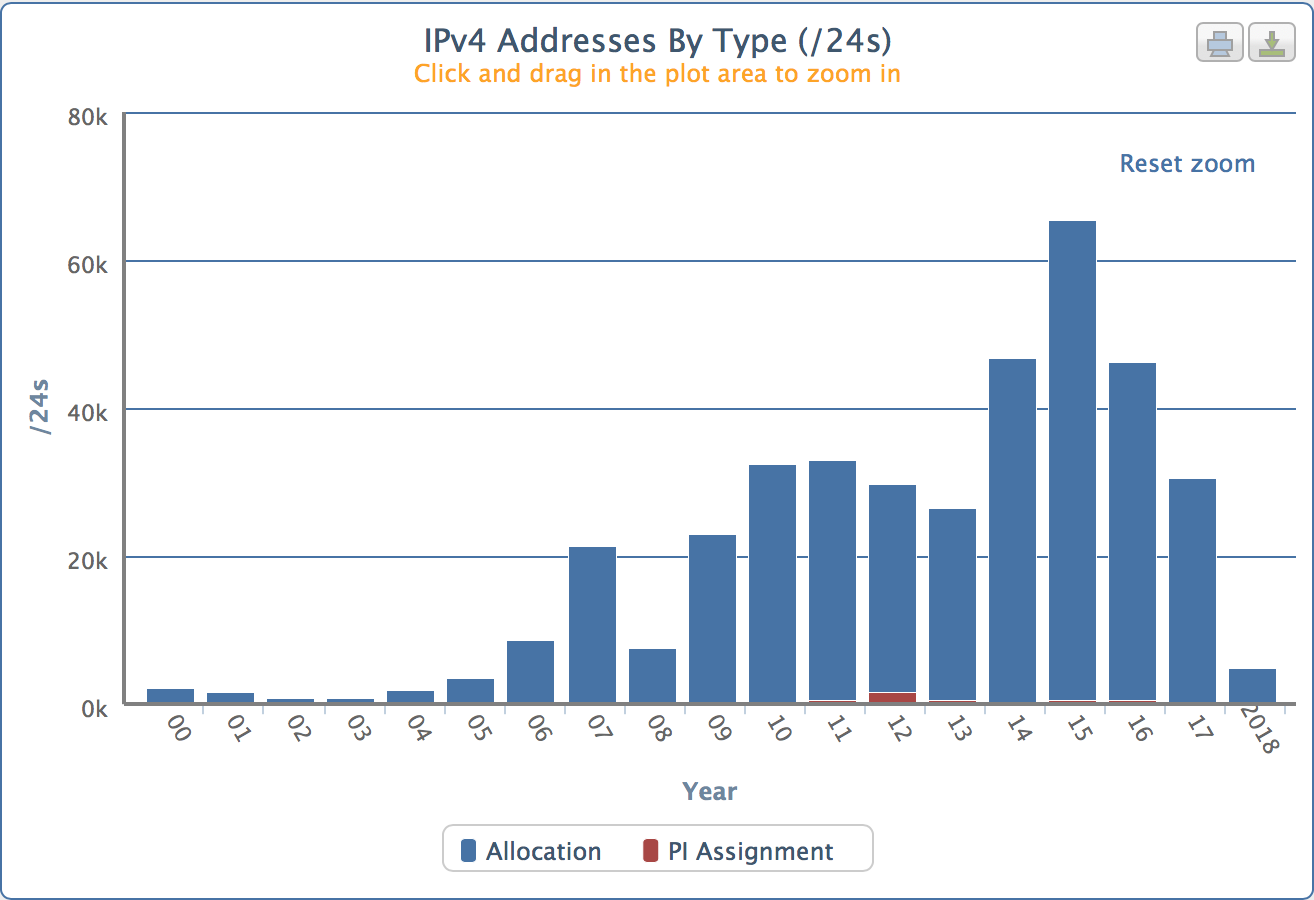 IPv4 Addresses By Type (/24s)
Click and drag in the plot area to zoom in
Reset zoom
80k
60k
40k
20k
0k
/24s
00 01 02 03 04 05 06 07 08 09 10 11 12 13 14 15 16 17 2018
Year
Allocation PI Assignment